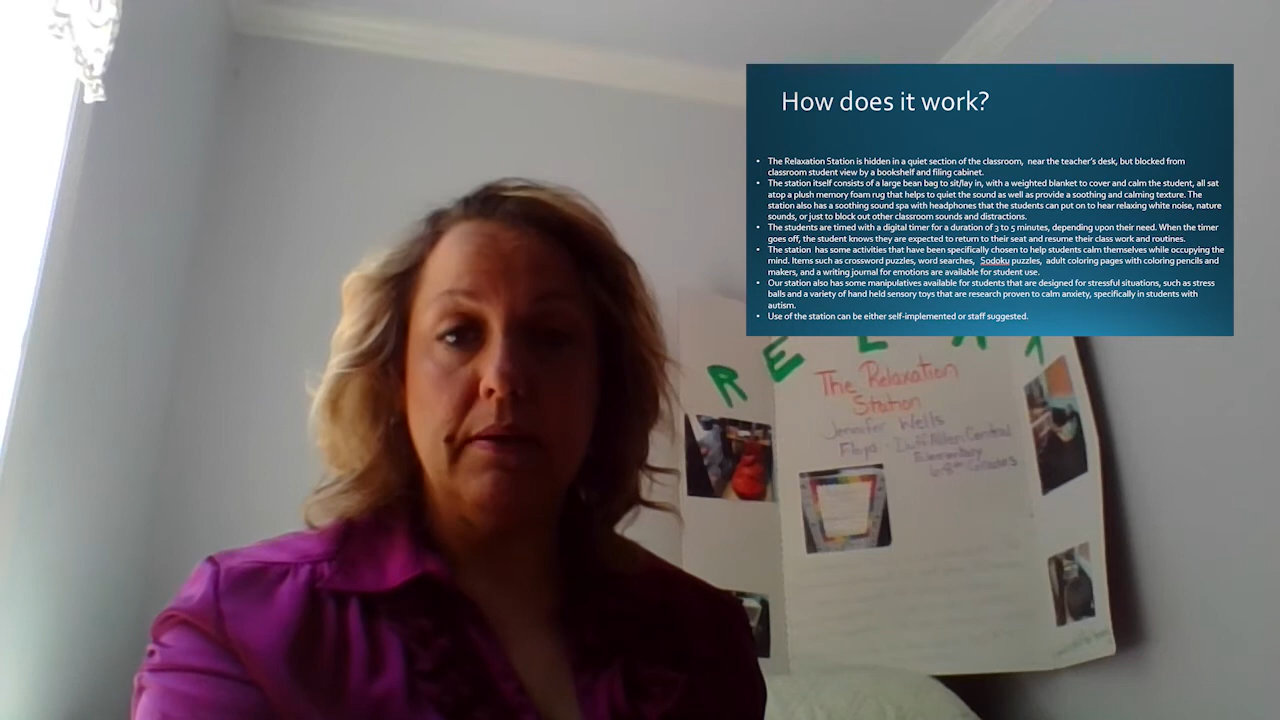 How does it work?
• The Relaxation Station is hidden in a quiet section of the classroom, near the teacher's desk, but blocked from
classroom student view by a bookshelf and filing cabinet.
• The station itself consists of a large bean bag to sit/lay in, with a weighted blanket to cover and calm the student, all sat
atop a plush memory foam rug that helps to quiet the sound as well as provide a soothing and calming texture. The
station also has a soothing sound spa with headphones that the students can put on to hear relaxing white noise, nature
sounds, or just to block out other classroom sounds and distractions.
• The students are timed with a digital timer for a duration of 3 to 5 minutes, depending upon their need. When the timer
goes off, the student knows they are expected to return to their seat and resume their class work and routines.
• The station has some activities that have been specifically chosen to help students calm themselves while occupying the
mind. Items such as crossword puzzles, word searches, Sodoku puzzles, adult coloring pages with coloring pencils and
makers, and a writing journal for emotions are available for student use.
• Our station also has some manipulatives available for students that are designed for stressful situations, such as stress
balls and a variety of hand held sensory toys that are research proven to calm anxiety, specifically in students with
autism.
• Use of the station can be either self-implemented or staff suggested.
R E L A
The Relaxation
Station
Jennifer Wells
Central
Elementary
6-8th Grades